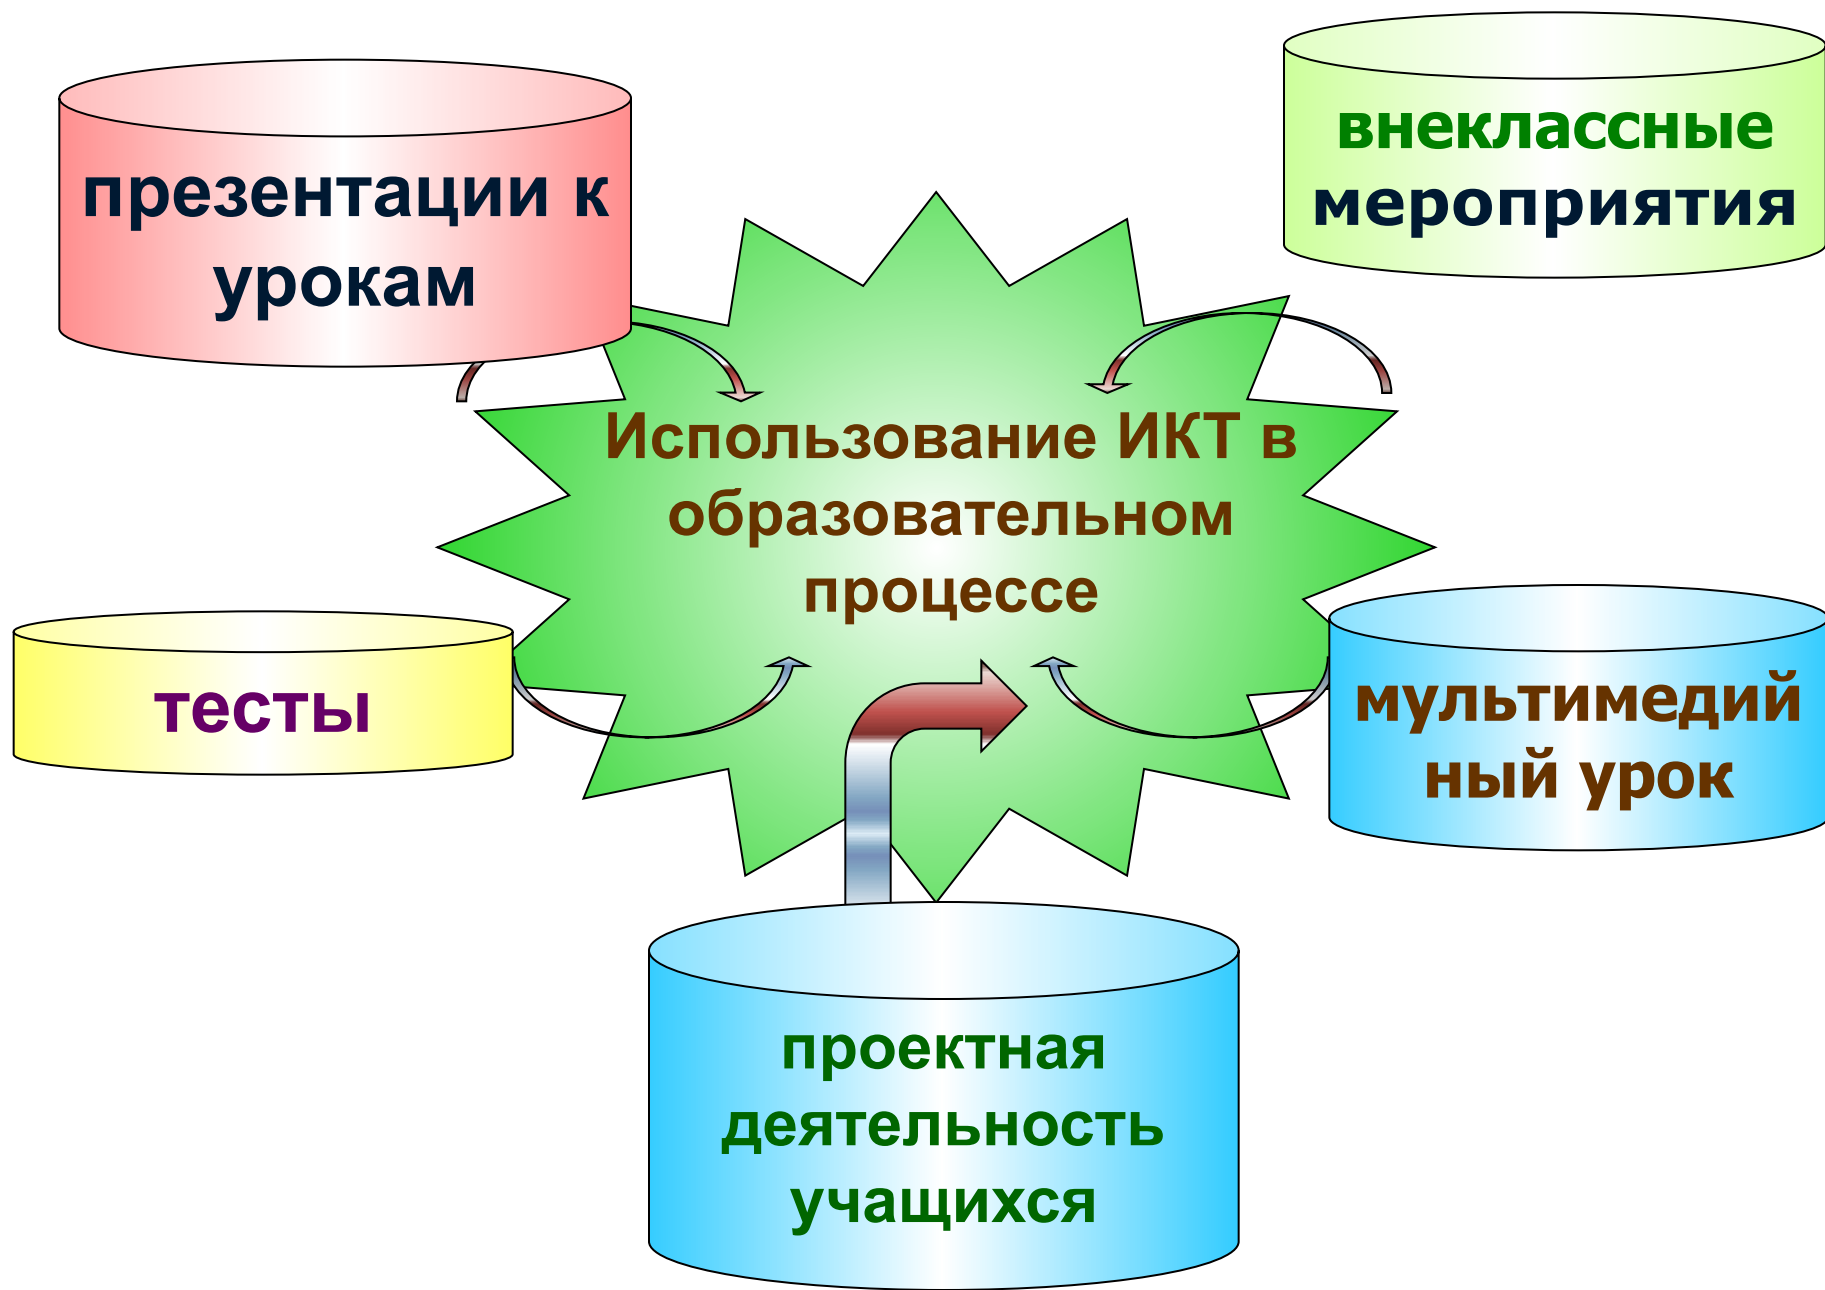 презентации к
урокам
внеклассные
мероприятия
Использование ИКТ в
образовательном
процессе
тесты
мультимедий
ный урок
проектная
деятельность
учащихся